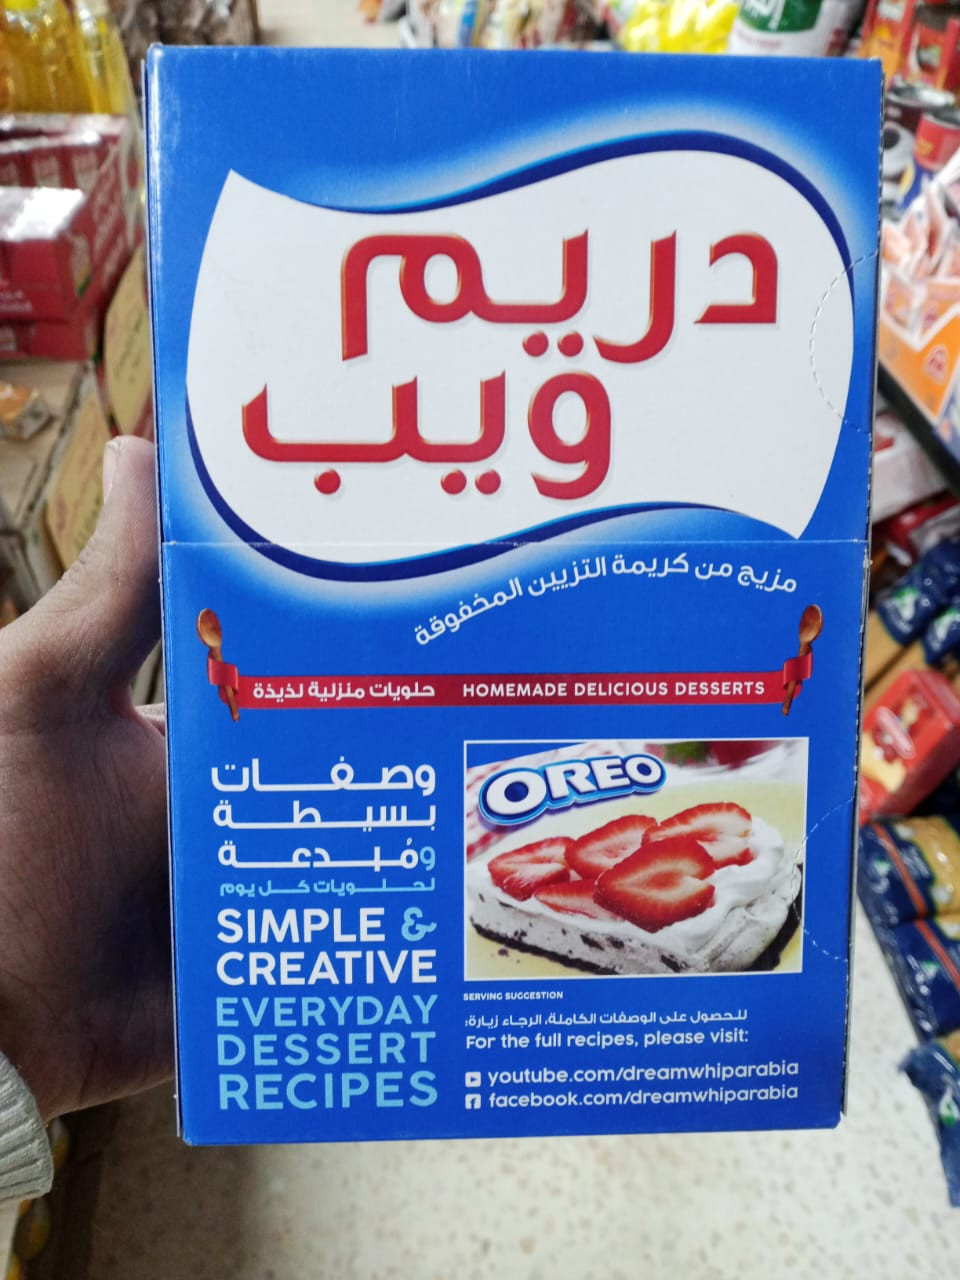 دريم
ويب
مزيج من كريمة التزيين المخفوقة
حلويات منزلية لذيذة HOMEMADE DELICIOUS DESSERTS
وصفات
بسيطة
ومُبدعة
لحلويات كل يوم
SIMPLE &
CREATIVE
EVERYDAY
DESSERT
RECIPES
OREO
SERVING SUGGESTION
للحصول على الوصفات الكاملة، الرجاء زيارة:
For the full recipes, please visit:
youtube.com/dreamwhiparabia
facebook.com/dreamwhiparabia